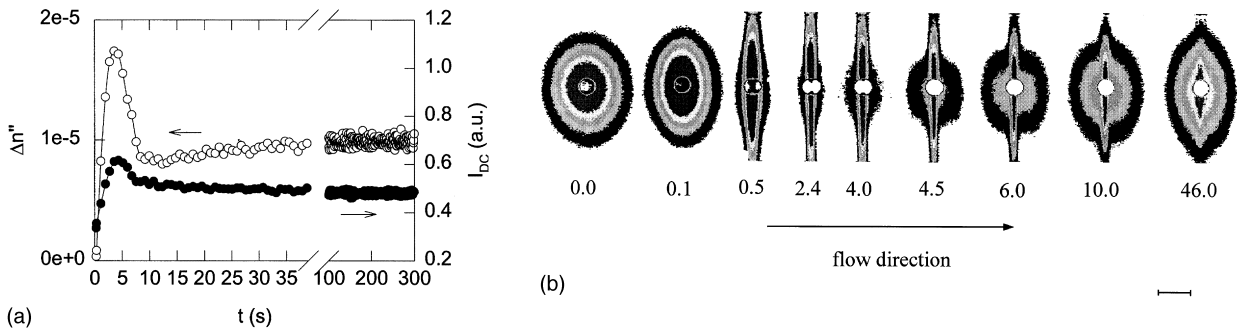 2e-5
1e-5
0e+0
Δn"
1.2
1.0
0.8
0.6
0.4
0.2
I_DC (a.u.)
0 5 10 15 20 25 30 35 100 150 200 250 300
t (s)
(a)
(b)
0.0 0.1 0.5 2.4 4.0 4.5 6.0 10.0 46.0
flow direction